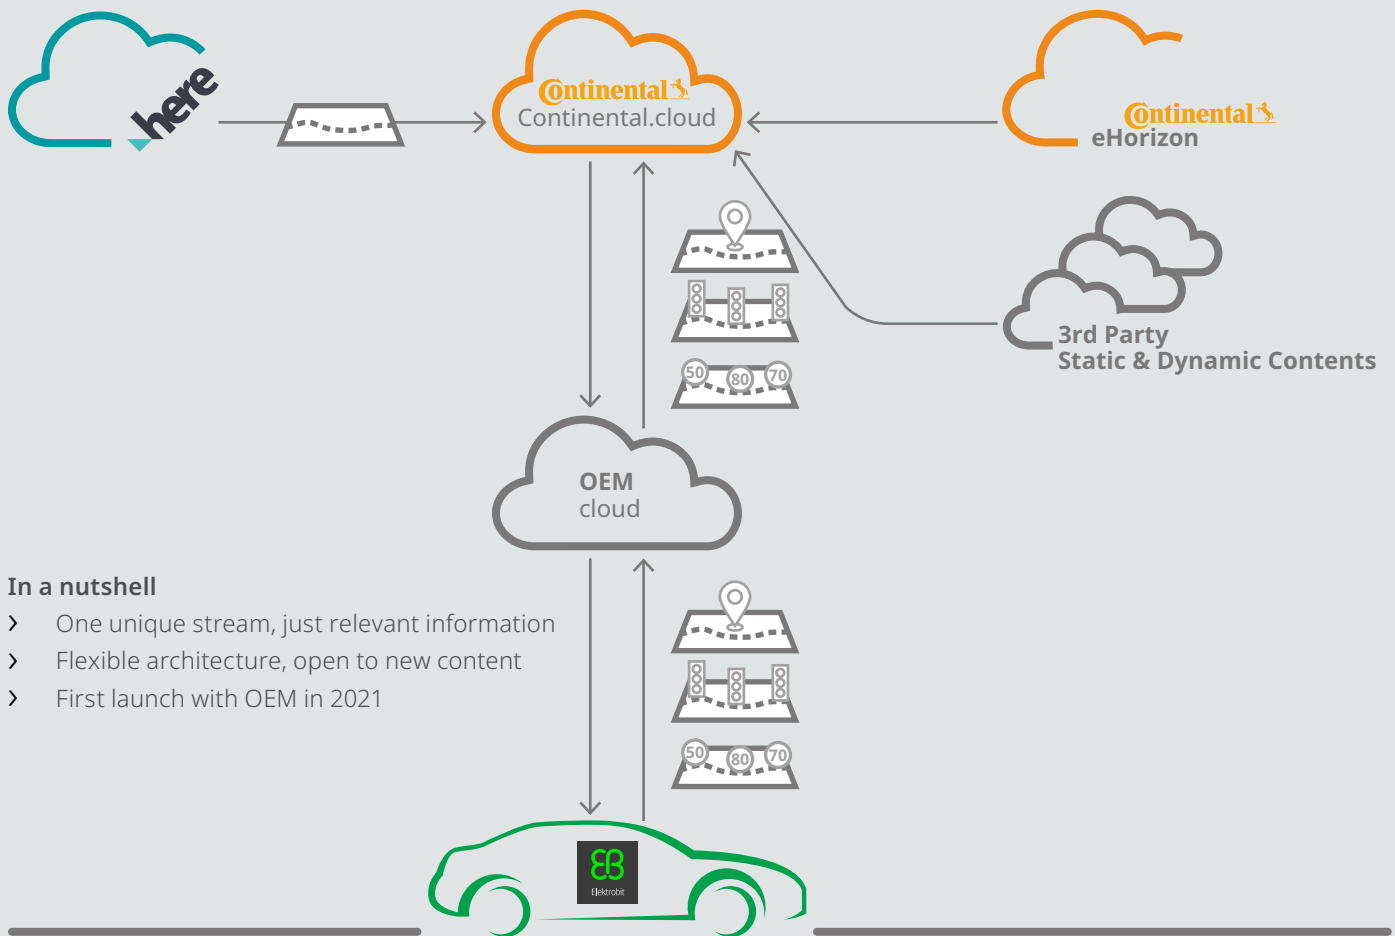 here
Continental
Continental.cloud
Continental
eHorizon
3rd Party
Static & Dynamic Contents
50
80
70
OEM
cloud
In a nutshell
One unique stream, just relevant information
Flexible architecture, open to new content
First launch with OEM in 2021
50
80
70
EB
Elektrobit